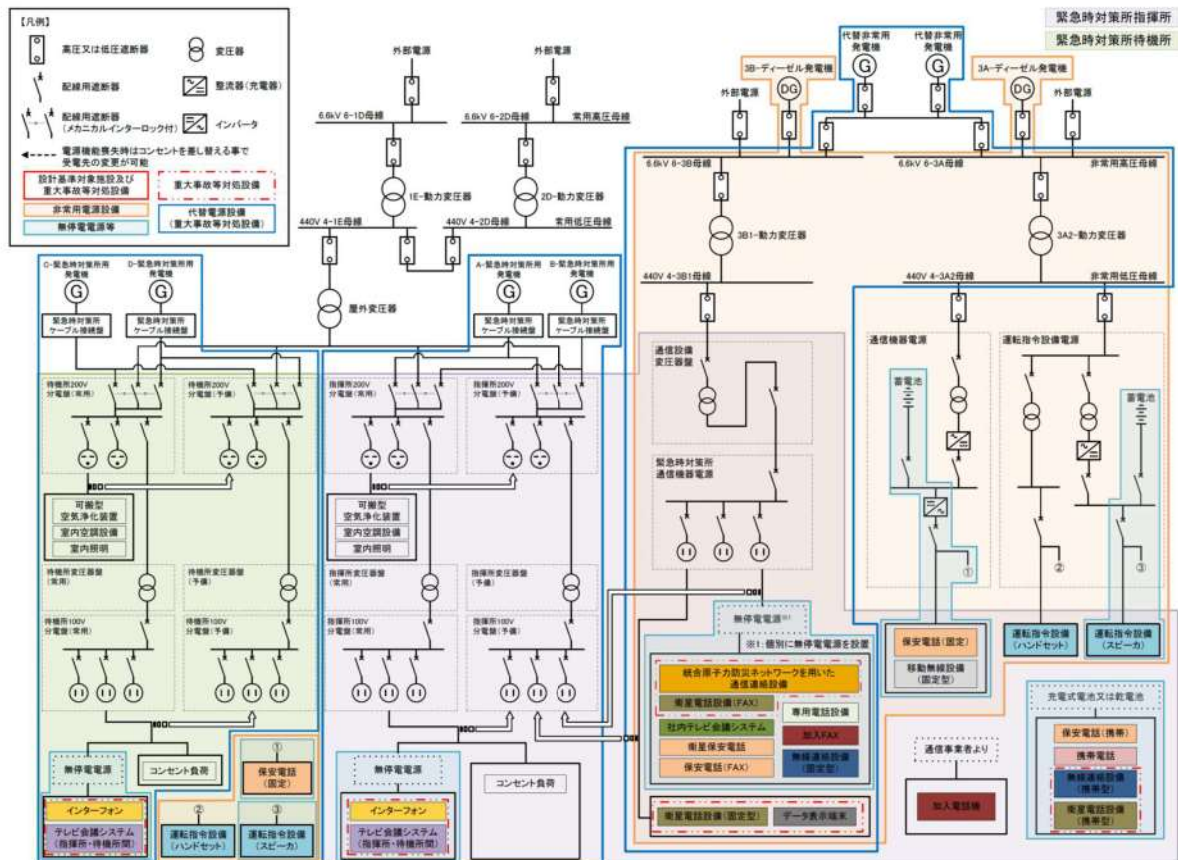 【凡例】
高圧又は低圧遮断器
変圧器
配線用遮断器
整流器(充電器)
配線用遮断器
(メカニカルインターロック付)
インバータ
電源機能喪失時はコンセントを差し替える事で
受電先の変更が可能
設計基準対象施設及び
重大事故等対処設備
重大事故等対処設備
非常用電源設備
無停電電源等
代替電源設備
(重大事故等対処設備)
緊急時対策所指揮所
緊急時対策所待機所
外部電源
外部電源
6.6kV 6-1D母線
6.6kV 6-2D母線
常用高圧母線
1E-動力変圧器
2D-動力変圧器
440V 4-1E母線
440V 4-2D母線
常用低圧母線
屋外変圧器
代替非常用
発電機
G
代替非常用
発電機
G
3B-ディーゼル発電機
DG
3A-ディーゼル発電機
DG
外部電源
外部電源
6.6kV 6-3B母線
6.6kV 6-3A母線
非常用高圧母線
3B1-動力変圧器
3A2-動力変圧器
440V 4-3B1母線
440V 4-3A2母線
非常用低圧母線
C-緊急時対策所用
発電機
G
D-緊急時対策所用
発電機
G
A-緊急時対策所用
発電機
G
B-緊急時対策所用
発電機
G
緊急時対策所
ケーブル接続盤
緊急時対策所
ケーブル接続盤
緊急時対策所
ケーブル接続盤
緊急時対策所
ケーブル接続盤
待機所200V
分電盤(常用)
待機所200V
分電盤(予備)
指揮所200V
分電盤(常用)
指揮所200V
分電盤(予備)
可搬型
空気浄化装置
室内空調設備
室内照明
可搬型
空気浄化装置
室内空調設備
室内照明
待機所変圧器盤
(常用)
待機所変圧器盤
(予備)
指揮所変圧器盤
(常用)
指揮所変圧器盤
(予備)
待機所100V
分電盤(常用)
待機所100V
分電盤(予備)
指揮所100V
分電盤(常用)
指揮所100V
分電盤(予備)
無停電電源
コンセント負荷
インターフォン
テレビ会議システム
(指揮所・待機所間)
①
保安電話
(固定)
②
運転指令設備
(ハンドセット)
③
運転指令設備
(スピーカ)
無停電電源
コンセント負荷
インターフォン
テレビ会議システム
(指揮所・待機所間)
通信設備
変圧器盤
緊急時対策所
通信機器電源
無停電電源※1
※1:個別に無停電電源を設置
統合原子力防災ネットワークを用いた
通信連絡設備
衛星電話設備(FAX)
専用電話設備
社内テレビ会議システム
加入FAX
衛星保安電話
無線連絡設備
(固定型)
保安電話(FAX)
衛星電話設備(固定型)
データ表示端末
通信機器電源
蓄電池
①
運転指令設備電源
蓄電池
②
③
保安電話(固定)
移動無線設備
(固定型)
運転指令設備
(ハンドセット)
運転指令設備
(スピーカ)
通信事業者より
加入電話機
充電式電池又は乾電池
保安電話(携帯)
携帯電話
無線連絡設備
(携帯型)
衛星電話設備
(携帯型)